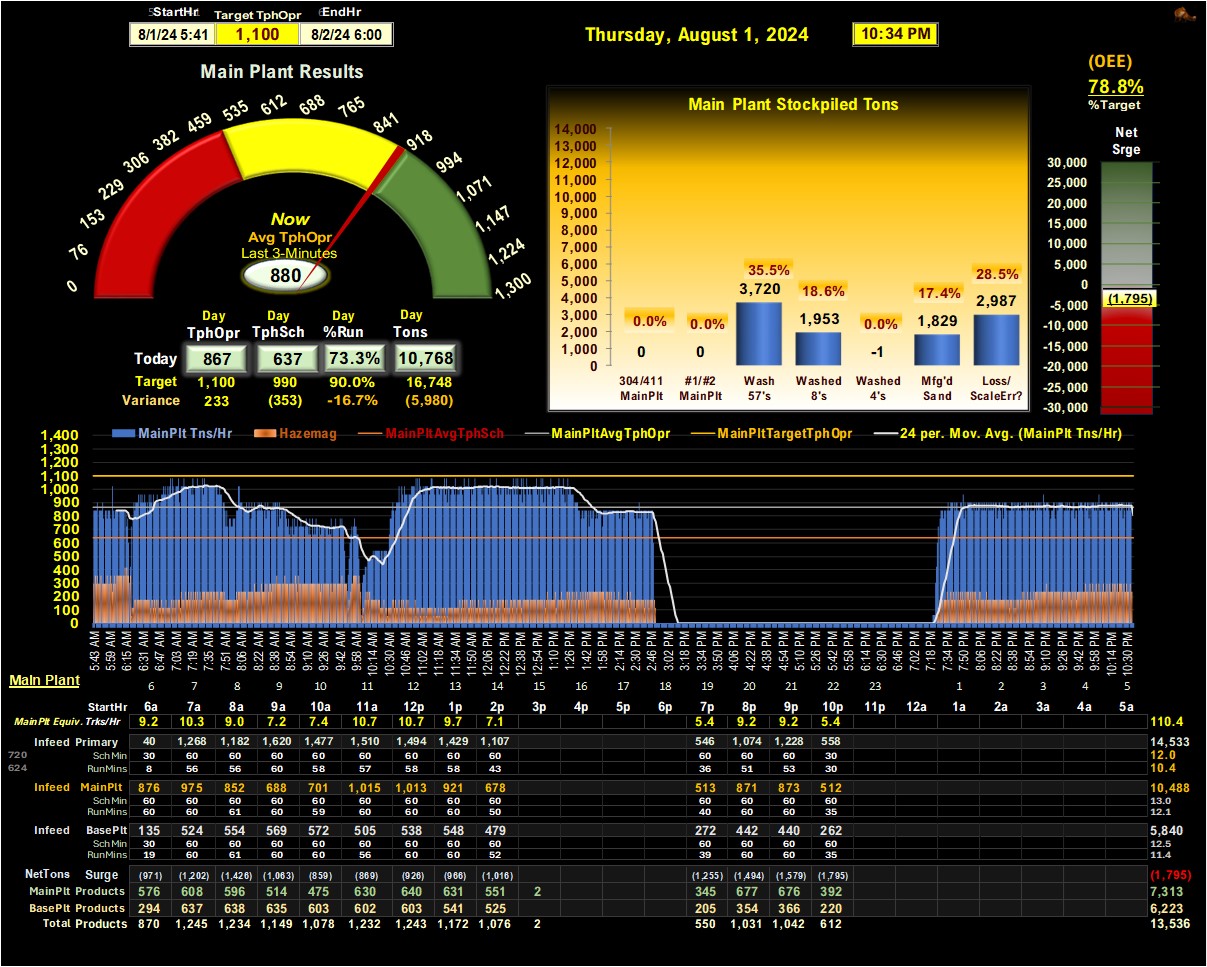 StartHr Target TphOpr EndHr
8/1/24 5:41 1,100 8/2/24 6:00
Thursday, August 1, 2024 10:34 PM
(OEE)
78.8%
%Target
Main Plant Results
0 76 153 229 306 382 459 535 612 688 765 841 918 994 1,071 1,147 1,224 1,300
Now
Avg TphOpr
Last 3-Minutes
880
Day Day Day Day
TphOpr TphSch %Run Tons
Today 867 637 73.3% 10,768
Target 1,100 990 90.0% 16,748
Variance 233 (353) -16.7% (5,980)
Main Plant Stockpiled Tons
14,000
13,000
12,000
11,000
10,000
9,000
8,000
7,000
6,000
5,000
4,000
3,000
2,000
1,000
0
0.0% 0.0% 35.5% 18.6% 0.0% 17.4% 28.5%
0 0 3,720 1,953 -1 1,829 2,987
304/411 #1/#2 Wash Washed Washed Mfg'd Loss/
MainPlt MainPlt 57's 8's 4's Sand ScaleErr?
Net
Srge
30,000
25,000
20,000
15,000
10,000
5,000
0
-5,000
-10,000
-15,000
-20,000
-25,000
-30,000
(1,795)
MainPlt Tns/Hr Hazemag MainPltAvgTphSch MainPltAvgTphOpr MainPltTargetTphOpr 24 per. Mov. Avg. (MainPlt Tns/Hr)
1,400
1,300
1,200
1,100
1,000
900
800
700
600
500
400
300
200
100
0
5:43 AM 5:59 AM 6:15 AM 6:31 AM 6:47 AM 7:03 AM 7:19 AM 7:35 AM 7:51 AM 8:06 AM 8:22 AM 8:38 AM 8:54 AM 9:10 AM 9:26 AM 9:42 AM 9:58 AM 10:14 AM 10:30 AM 10:46 AM 11:02 AM 11:18 AM 11:34 AM 11:50 AM 12:06 PM 12:22 PM 12:38 PM 12:54 PM 1:10 PM 1:26 PM 1:42 PM 1:58 PM 2:14 PM 2:30 PM 2:46 PM 3:02 PM 3:18 PM 3:34 PM 3:50 PM 4:06 PM 4:22 PM 4:38 PM 4:54 PM 5:10 PM 5:26 PM 5:42 PM 5:58 PM 6:14 PM 6:30 PM 6:46 PM 7:02 PM 7:18 PM 7:34 PM 7:50 PM 8:06 PM 8:22 PM 8:38 PM 8:54 PM 9:10 PM 9:26 PM 9:42 PM 9:58 PM 10:14 PM 10:30 PM
Main Plant
6 7 8 9 10 11 12 13 14 15 16 17 18 19 20 21 22 23 1 2 3 4 5
StartHr 6a 7a 8a 9a 10a 11a 12p 1p 2p 3p 4p 5p 6p 7p 8p 9p 10p 11p 12a 1a 2a 3a 4a 5a
MainPlt Equiv. Trks/Hr 9.2 10.3 9.0 7.2 7.4 10.7 10.7 9.7 7.1 5.4 9.2 9.2 5.4 110.4
Infeed Primary 40 1,268 1,182 1,620 1,477 1,510 1,494 1,429 1,107 546 1,074 1,228 558 14,533
720 Sch Min 30 60 60 60 60 60 60 60 60 60 60 60 30 12.0
624 RunMins 8 56 56 60 58 57 58 58 43 36 51 53 30 10.4
Infeed MainPlt 876 975 852 688 701 1,015 1,013 921 678 513 871 873 512 10,488
Sch Min 60 60 60 60 60 60 60 60 60 60 60 60 60 13.0
RunMins 60 60 61 60 59 60 60 60 50 40 60 60 35 12.1
Infeed BasePlt 135 524 554 569 572 505 538 548 479 272 442 440 262 5,840
Sch Min 30 60 60 60 60 60 60 60 60 60 60 60 60 12.5
RunMins 19 60 61 60 60 56 60 60 52 39 60 60 35 11.4
NetTons Surge (971) (1,202) (1,426) (1,063) (859) (869) (926) (966) (1,016) (1,255) (1,494) (1,579) (1,795) (1,795)
MainPlt Products 576 608 596 514 475 630 640 631 551 2 345 677 676 392 7,313
BasePlt Products 294 637 638 635 603 602 603 541 525 205 354 366 220 6,223
Total Products 870 1,245 1,234 1,149 1,078 1,232 1,243 1,172 1,076 2 550 1,031 1,042 612 13,536